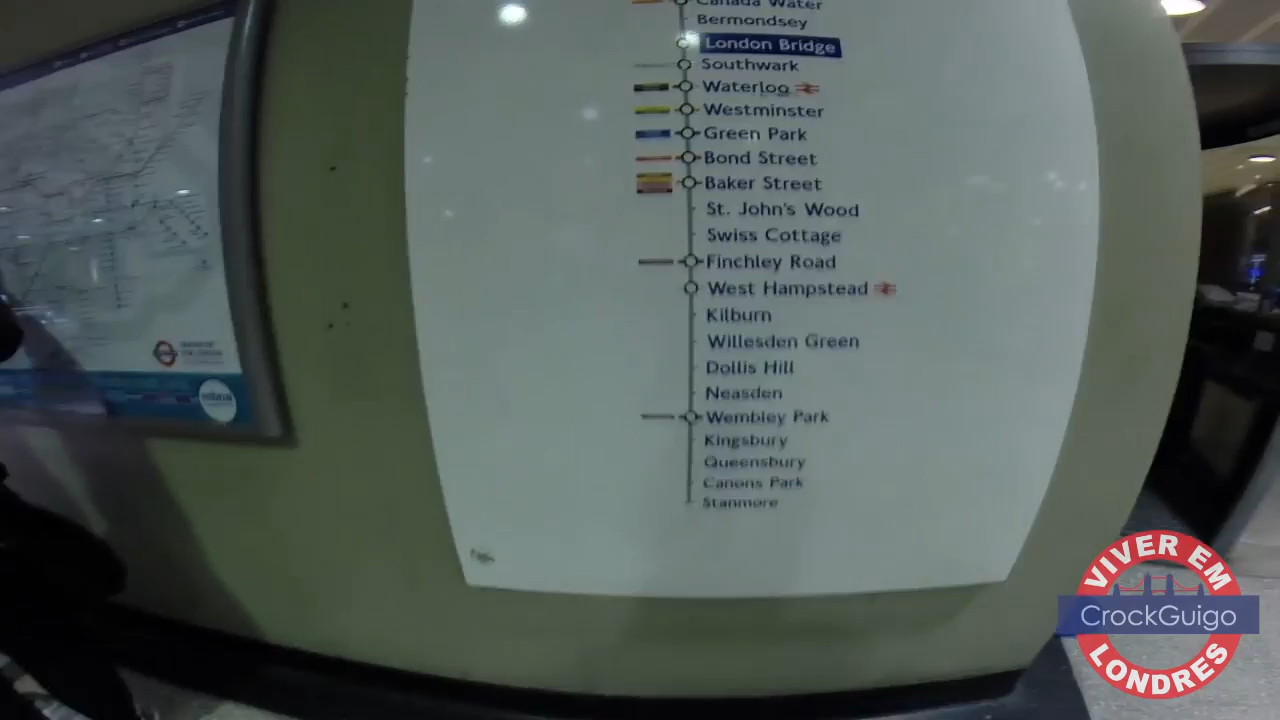 Canada Water
Bermondsey
London Bridge
Southwark
Waterloo
Westminster
Green Park
Bond Street
Baker Street
St. John's Wood
Swiss Cottage
Finchley Road
West Hampstead
Kilburn
Willesden Green
Dollis Hill
Neasden
Wembley Park
Kingsbury
Queensbury
Canons Park
Stanmore
VIVER EM
CrockGuigo
LONDRES